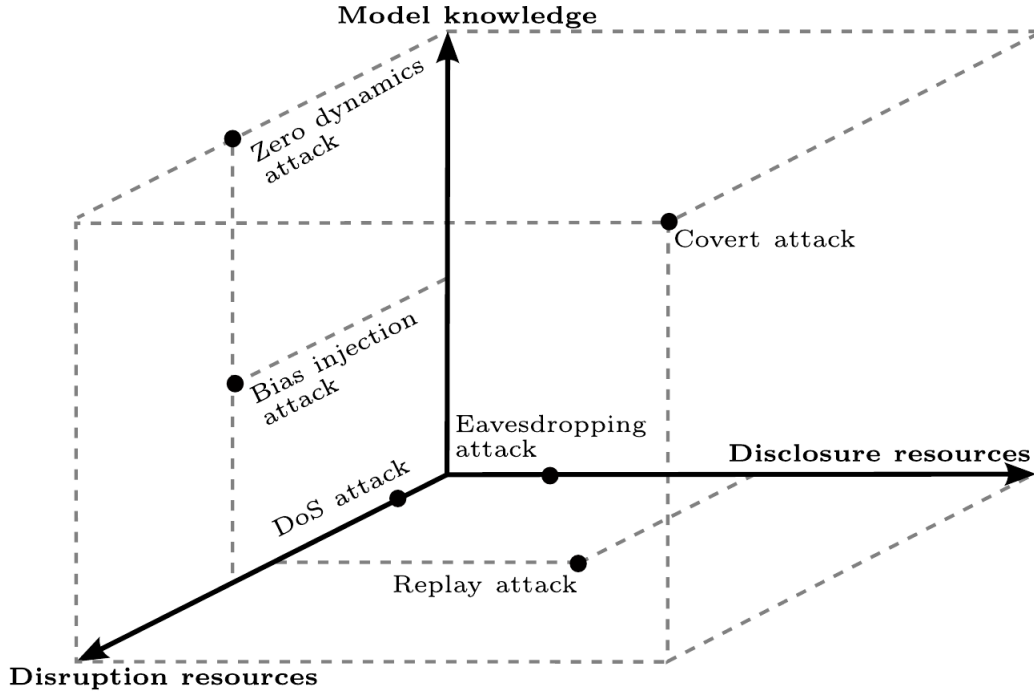 Model knowledge
Zero dynamics
attack
Covert attack
Bias injection
attack
Eavesdropping
attack
Disclosure resources
DoS attack
Replay attack
Disruption resources